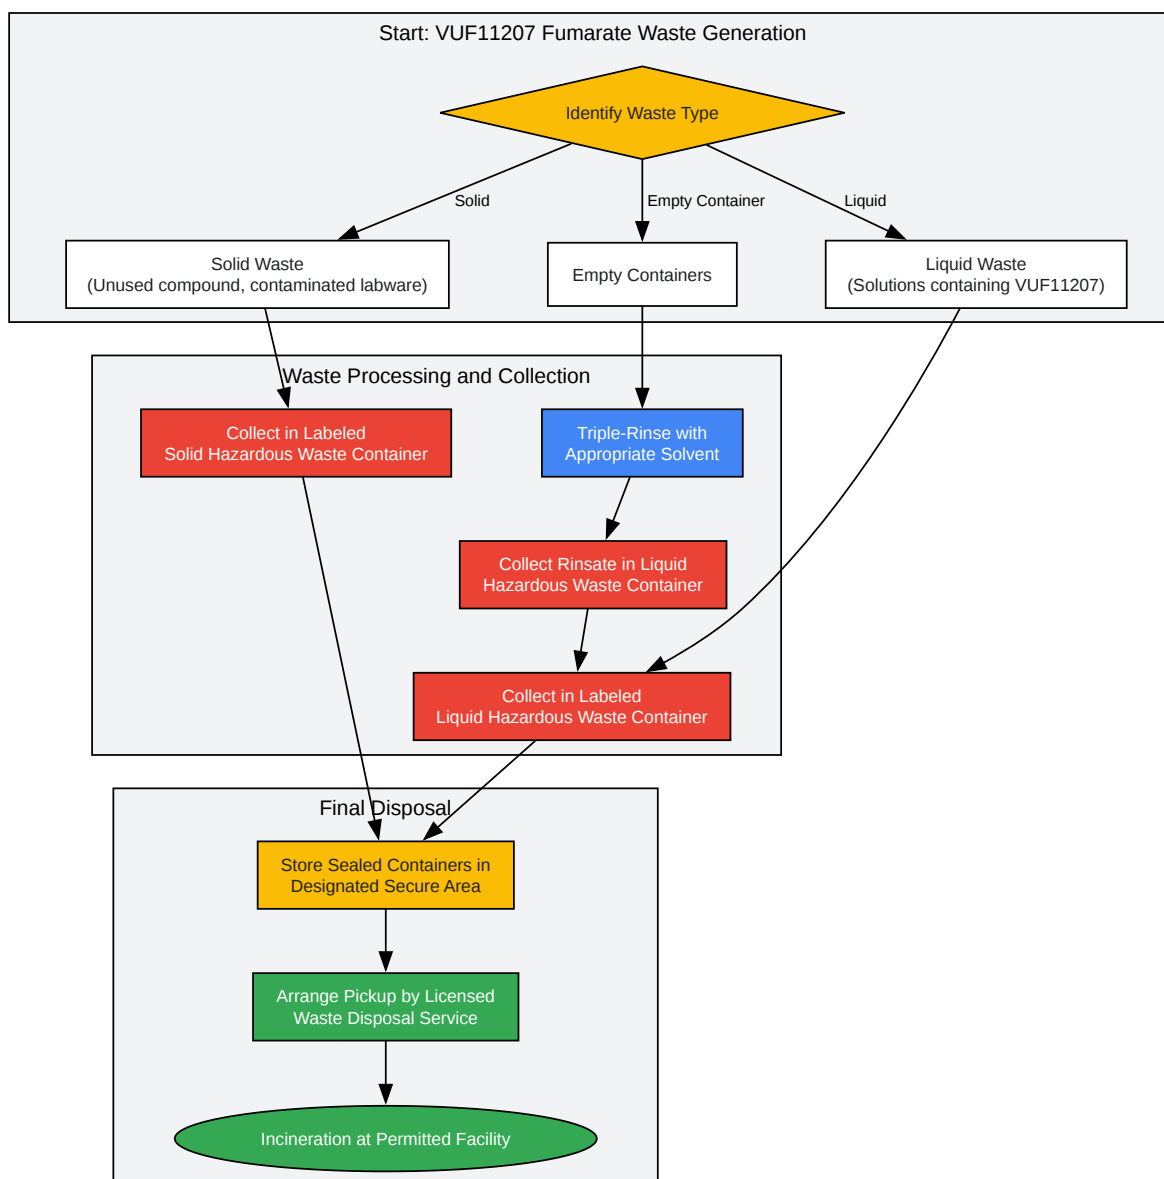 Start: VUF11207 Fumarate Waste Generation
Identify Waste Type
Solid
Empty Container
Liquid
Solid Waste
(Unused compound, contaminated labware)
Empty Containers
Liquid Waste
(Solutions containing VUF11207)
Waste Processing and Collection
Collect in Labeled
Solid Hazardous Waste Container
Triple-Rinse with
Appropriate Solvent
Collect Rinsate in Liquid
Hazardous Waste Container
Collect in Labeled
Liquid Hazardous Waste Container
Final Disposal
Store Sealed Containers in
Designated Secure Area
Arrange Pickup by Licensed
Waste Disposal Service
Incineration at Permitted Facility